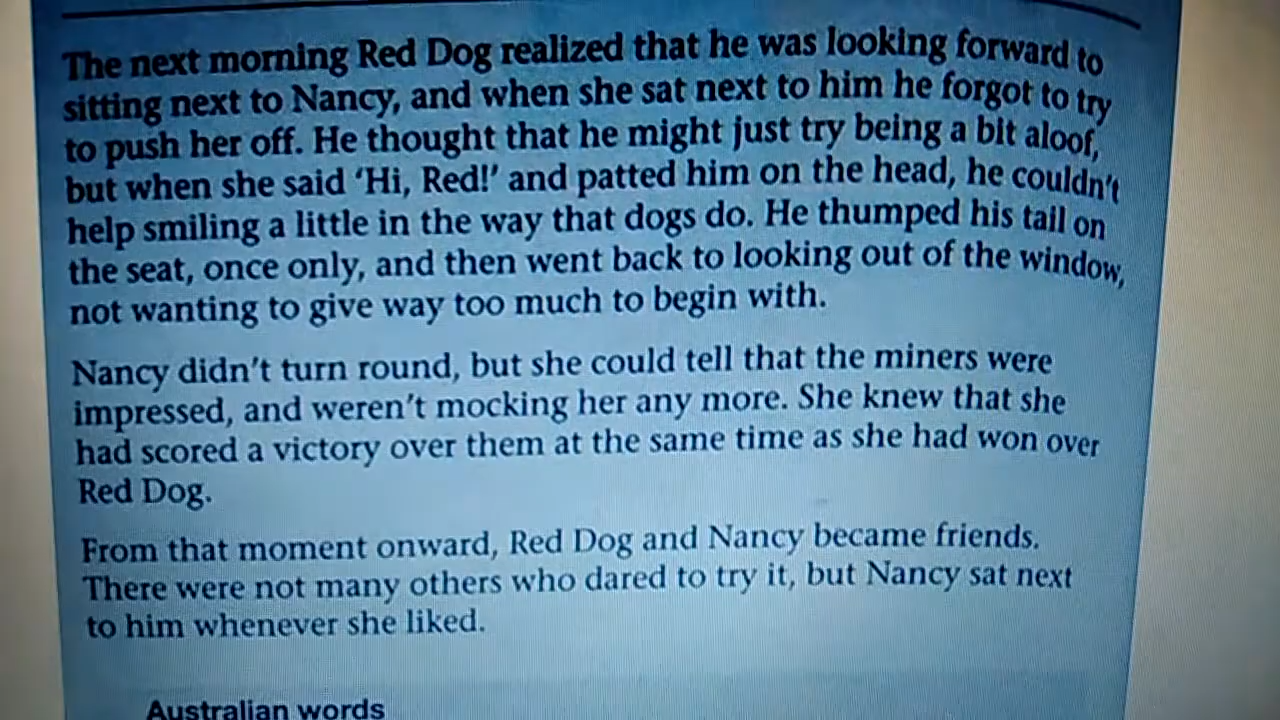 The next morning Red Dog realized that he was looking forward to
sitting next to Nancy, and when she sat next to him he forgot to try
to push her off. He thought that he might just try being a bit aloof,
but when she said ‘Hi, Red!’ and patted him on the head, he couldn’t
help smiling a little in the way that dogs do. He thumped his tail on
the seat, once only, and then went back to looking out of the window,
not wanting to give way too much to begin with.
Nancy didn’t turn round, but she could tell that the miners were
impressed, and weren’t mocking her any more. She knew that she
had scored a victory over them at the same time as she had won over
Red Dog.
From that moment onward, Red Dog and Nancy became friends.
There were not many others who dared to try it, but Nancy sat next
to him whenever she liked.
Australian words